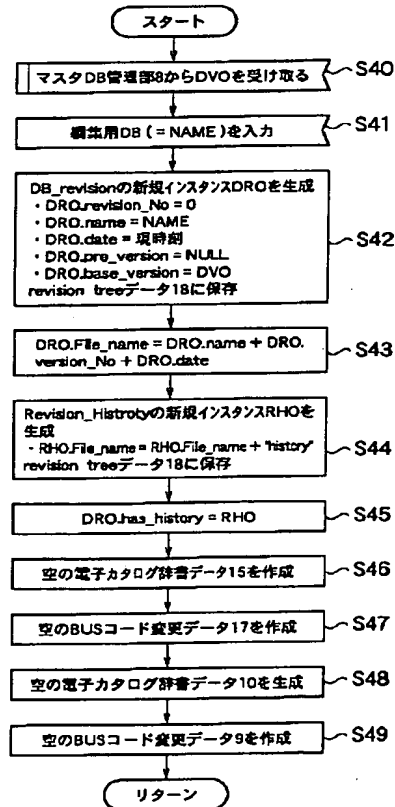 スタート
マスタDB管理部8からDVOを受け取る
S40
編集用DB(=NAME)を入力
S41
DB_revisionの新規インスタンスDROを生成
・DRO.revision_No = 0
・DRO.name = NAME
・DRO.date = 現時刻
・DRO.pre_version = NULL
・DRO.base_version = DVO
revision treeデータ18に保存
S42
DRO.File_name = DRO.name + DRO.
version_No + DRO.date
S43
Revision_Histrotyの新規インスタンスRHOを
生成
・RHO.File_name = RHO.File_name + "history"
revision treeデータ18に保存
S44
DRO.has_history = RHO
S45
空の電子カタログ辞書データ15を作成
S46
空のBUSコード変更データ17を作成
S47
空の電子カタログ辞書データ10を生成
S48
空のBUSコード変更データ9を作成
S49
リターン